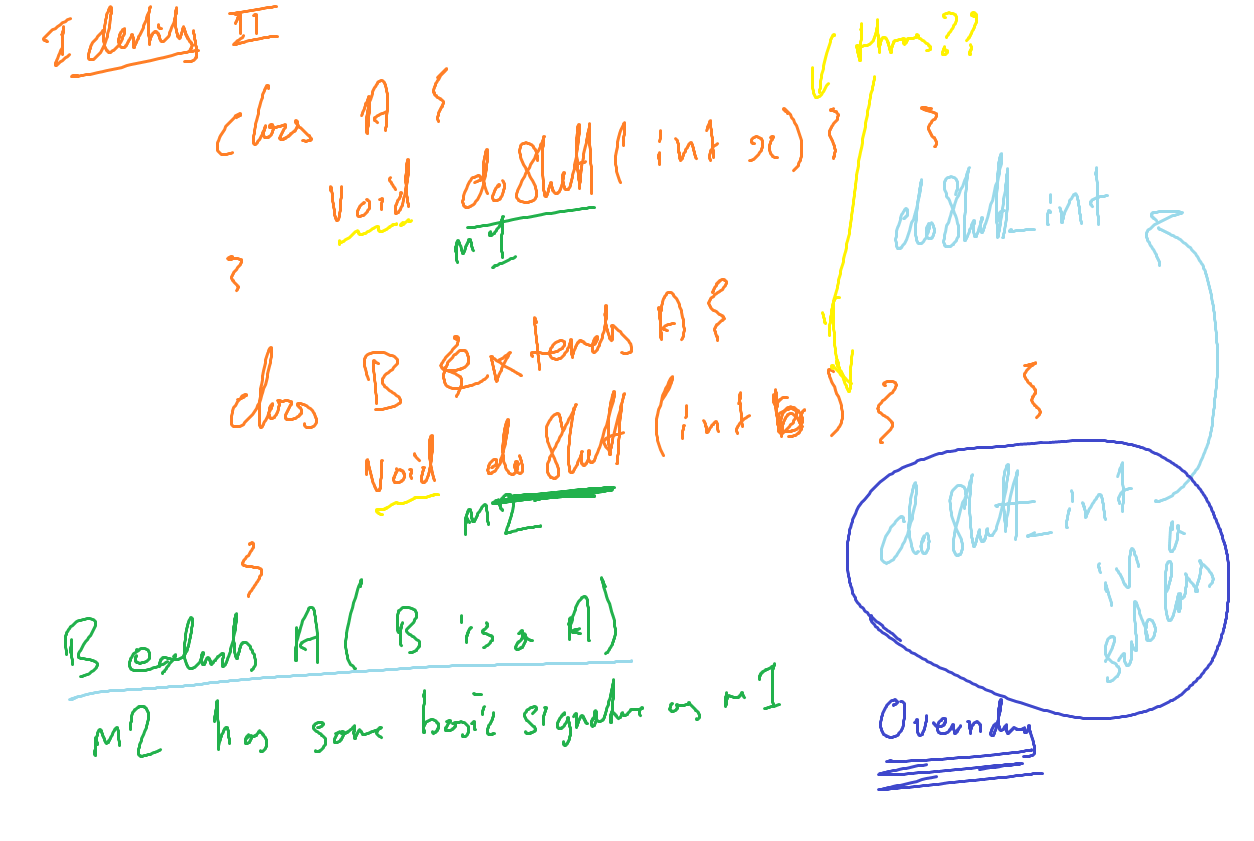 Identity II
throws??
class A {
void doStuff ( int x) { }
m1
doStuff_int
}
class B extends A {
void doStuff (int b) { }
m2
doStuff_int
in a
subclass
}
B extends A ( B is a A)
m2 has same basic signature as m1
Overriding